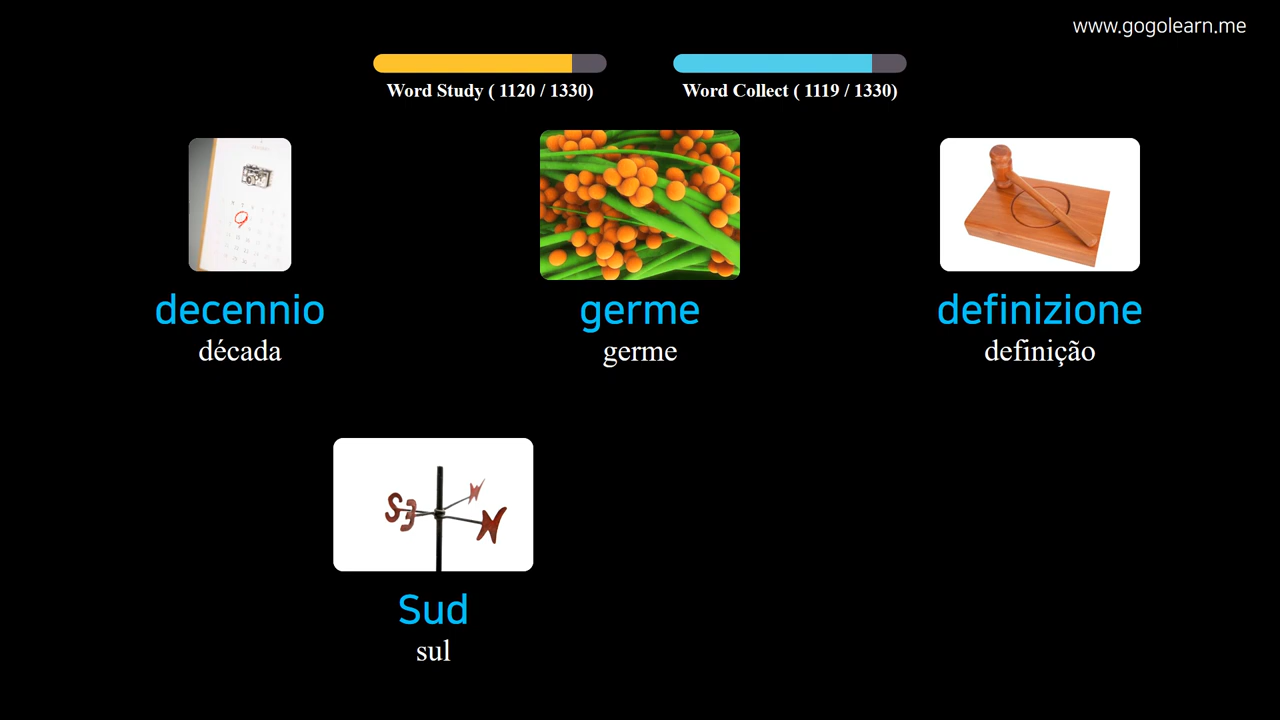 www.gogolearn.me
Word Study ( 1120 / 1330)
Word Collect ( 1119 / 1330)
decennio
década
germe
germe
definizione
definição
S E N
Sud
sul